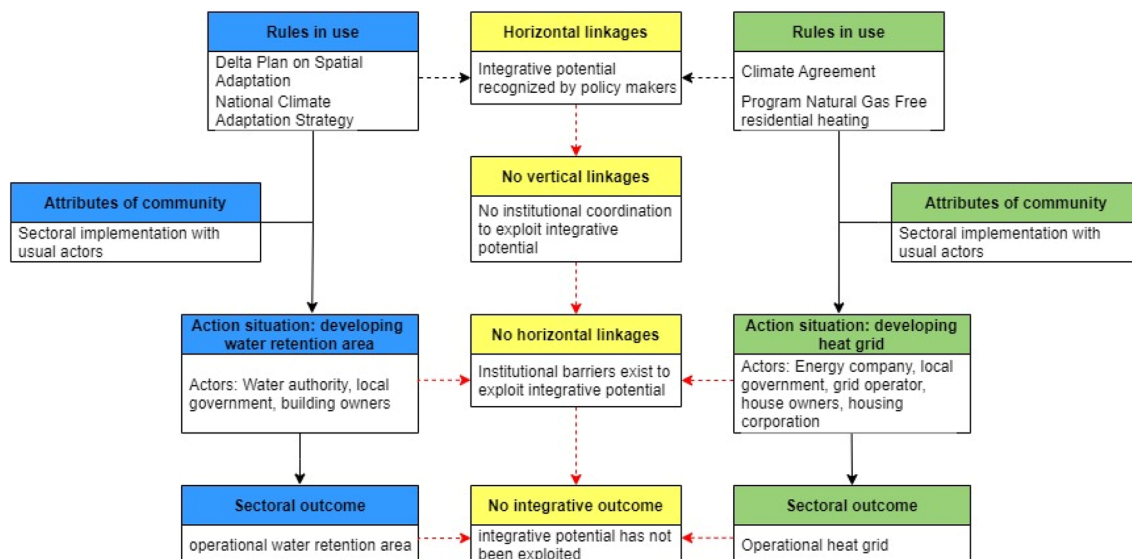 Rules in use
Delta Plan on Spatial
Adaptation
National Climate
Adaptation Strategy
Horizontal linkages
Integrative potential
recognized by policy makers
Rules in use
Climate Agreement
Program Natural Gas Free
residential heating
Attributes of community
Sectoral implementation with
usual actors
No vertical linkages
No institutional coordination
to exploit integrative
potential
Attributes of community
Sectoral implementation with
usual actors
Action situation: developing
water retention area
Actors: Water authority, local
government, building owners
No horizontal linkages
Institutional barriers exist to
exploit integrative potential
Action situation: developing
heat grid
Actors: Energy company, local
government, grid operator,
house owners, housing
corporation
Sectoral outcome
operational water retention area
No integrative outcome
integrative potential has not
been exploited
Sectoral outcome
Operational heat grid